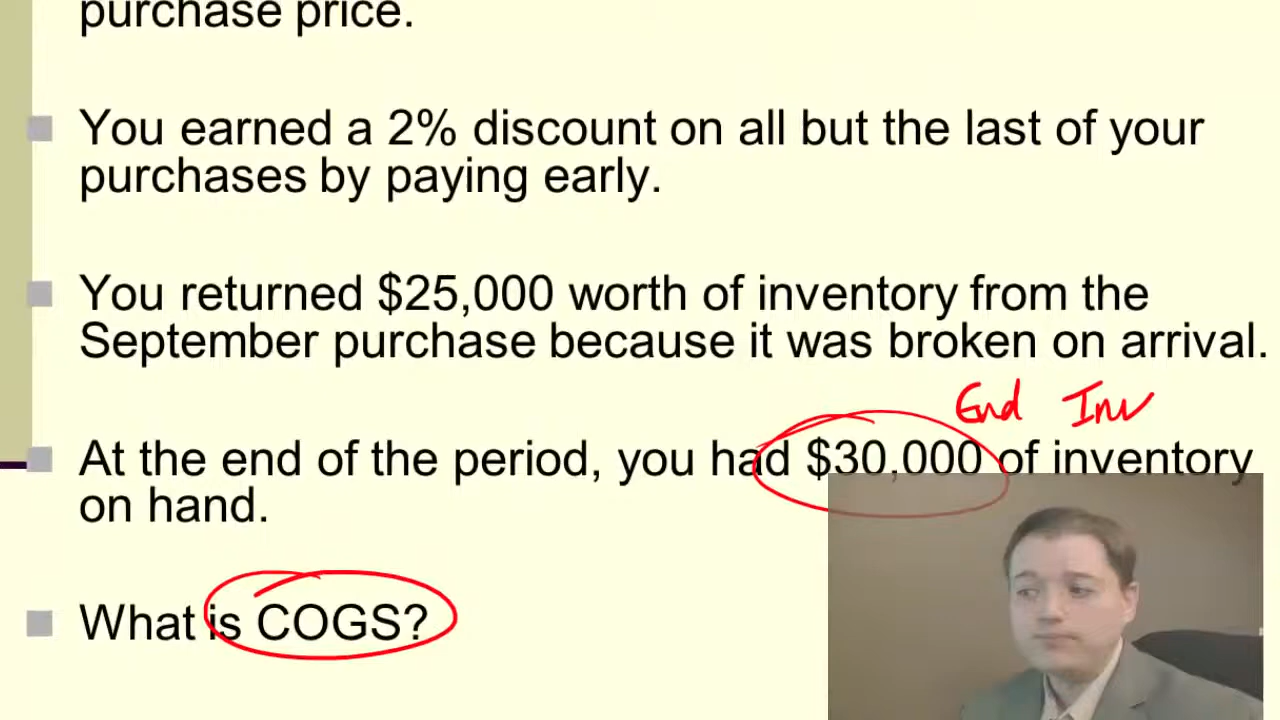 purchase price.
You earned a 2% discount on all but the last of your
purchases by paying early.
You returned $25,000 worth of inventory from the
September purchase because it was broken on arrival.
End Inv
At the end of the period, you had $30,000 of inventory
on hand.
What is COGS?